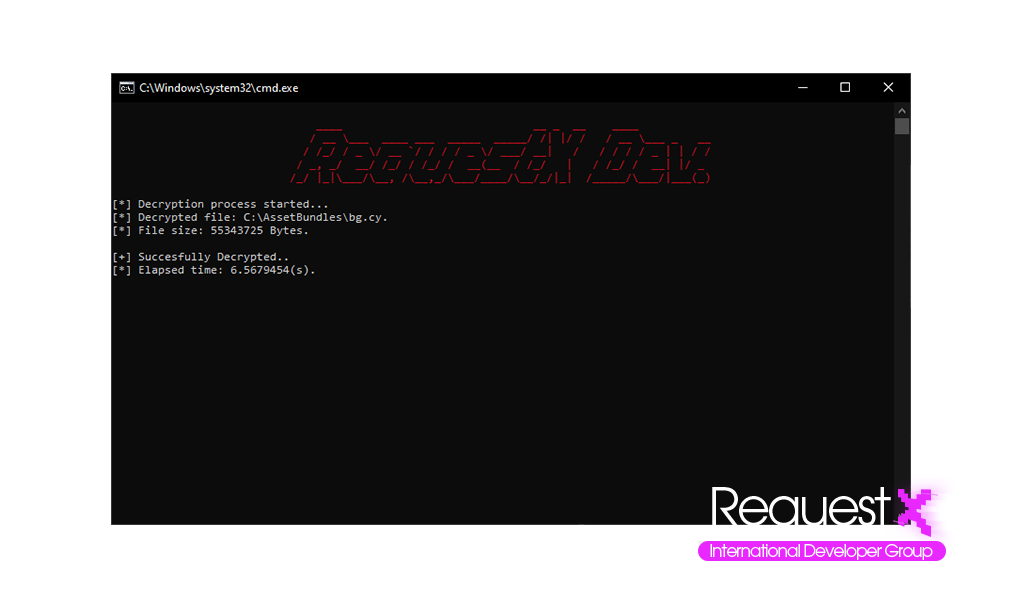 C:\Windows\system32\cmd.exe
RequestX Dev.
[*] Decryption process started...
[*] Decrypted file: C:\AssetBundles\bg.cy.
[*] File size: 55343725 Bytes.
[+] Succesfully Decrypted..
[*] Elapsed time: 6.5679454(s).
RequestX
International Developer Group